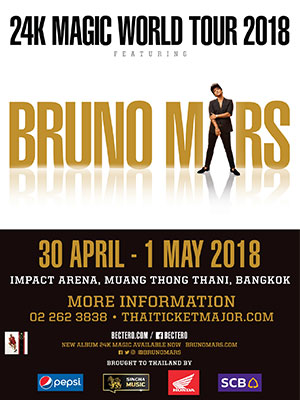 24K MAGIC WORLD TOUR 2018
FEATURING
BRUNO MARS
30 APRIL - 1 MAY 2018
IMPACT ARENA, MUANG THONG THANI, BANGKOK
MORE INFORMATION
02 262 3838 • THAITICKETMAJOR.COM
BECTERO.COM / BECTERO
NEW ALBUM 24K MAGIC AVAILABLE NOW BRUNOMARS.COM
@BRUNOMARS
BROUGHT TO THAILAND BY
pepsi SINGHA MUSIC HONDA SCB